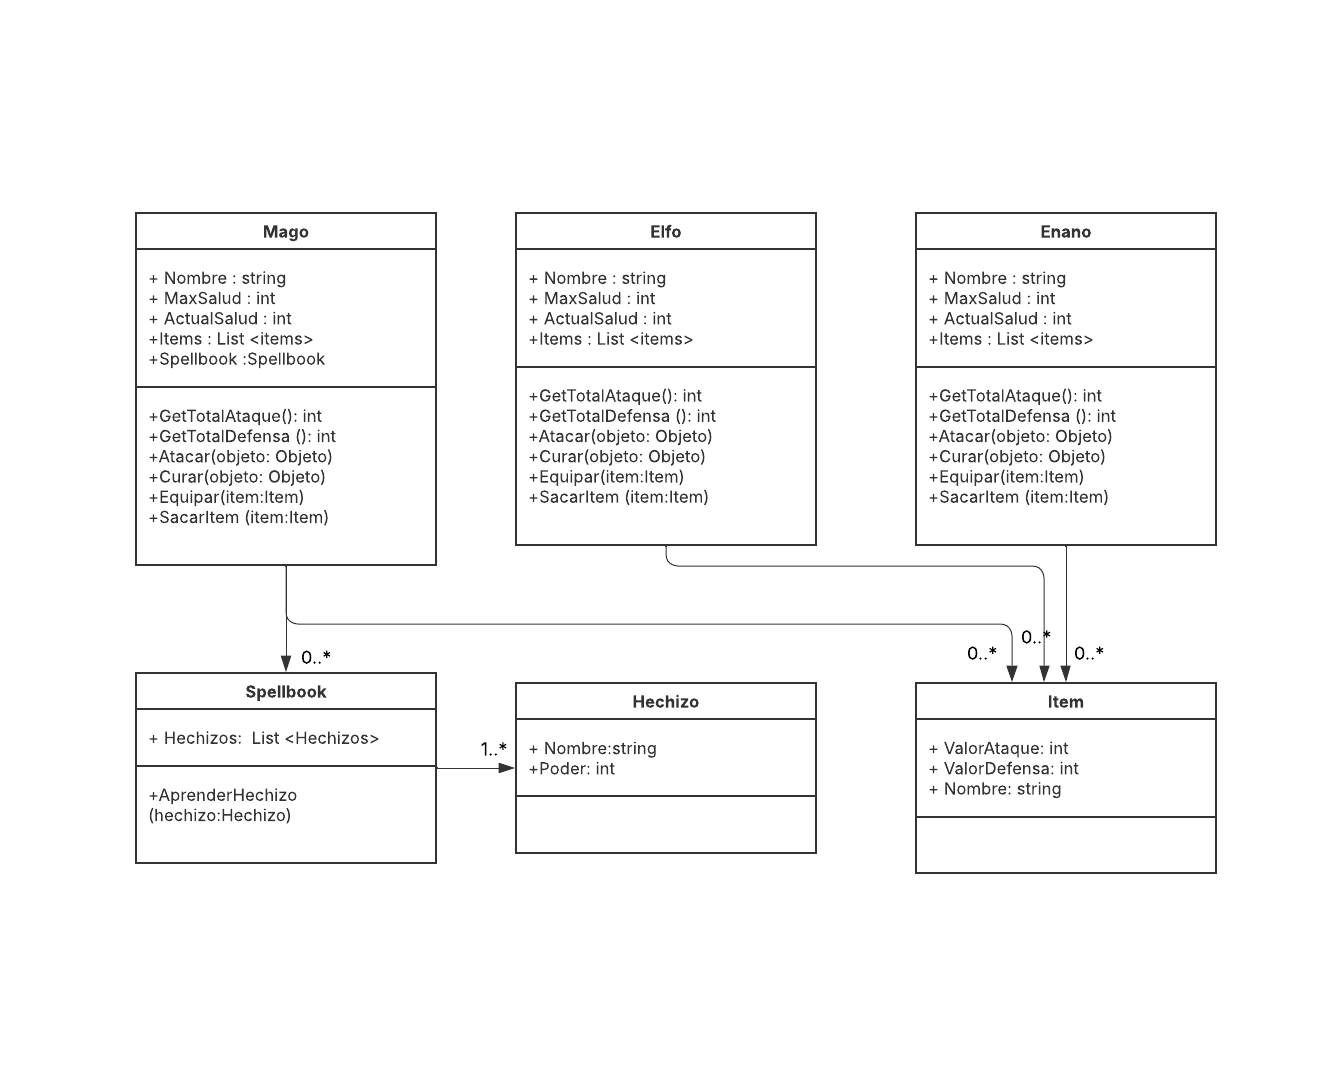 Mago
+ Nombre : string
+ MaxSalud : int
+ ActualSalud : int
+Items : List <items>
+Spellbook :Spellbook
+GetTotalAtaque(): int
+GetTotalDefensa (): int
+Atacar(objeto: Objeto)
+Curar(objeto: Objeto)
+Equipar(item:Item)
+SacarItem (item:Item)
Elfo
+ Nombre : string
+ MaxSalud : int
+ ActualSalud : int
+Items : List <items>
+GetTotalAtaque(): int
+GetTotalDefensa (): int
+Atacar(objeto: Objeto)
+Curar(objeto: Objeto)
+Equipar(item:Item)
+SacarItem (item:Item)
Enano
+ Nombre : string
+ MaxSalud : int
+ ActualSalud : int
+Items : List <items>
+GetTotalAtaque(): int
+GetTotalDefensa (): int
+Atacar(objeto: Objeto)
+Curar(objeto: Objeto)
+Equipar(item:Item)
+SacarItem (item:Item)
0..*
0..*
0..*
0..*
Spellbook
+ Hechizos:  List <Hechizos>
+AprenderHechizo
(hechizo:Hechizo)
1..*
Hechizo
+ Nombre:string
+Poder: int
Item
+ ValorAtaque: int
+ ValorDefensa: int
+ Nombre: string